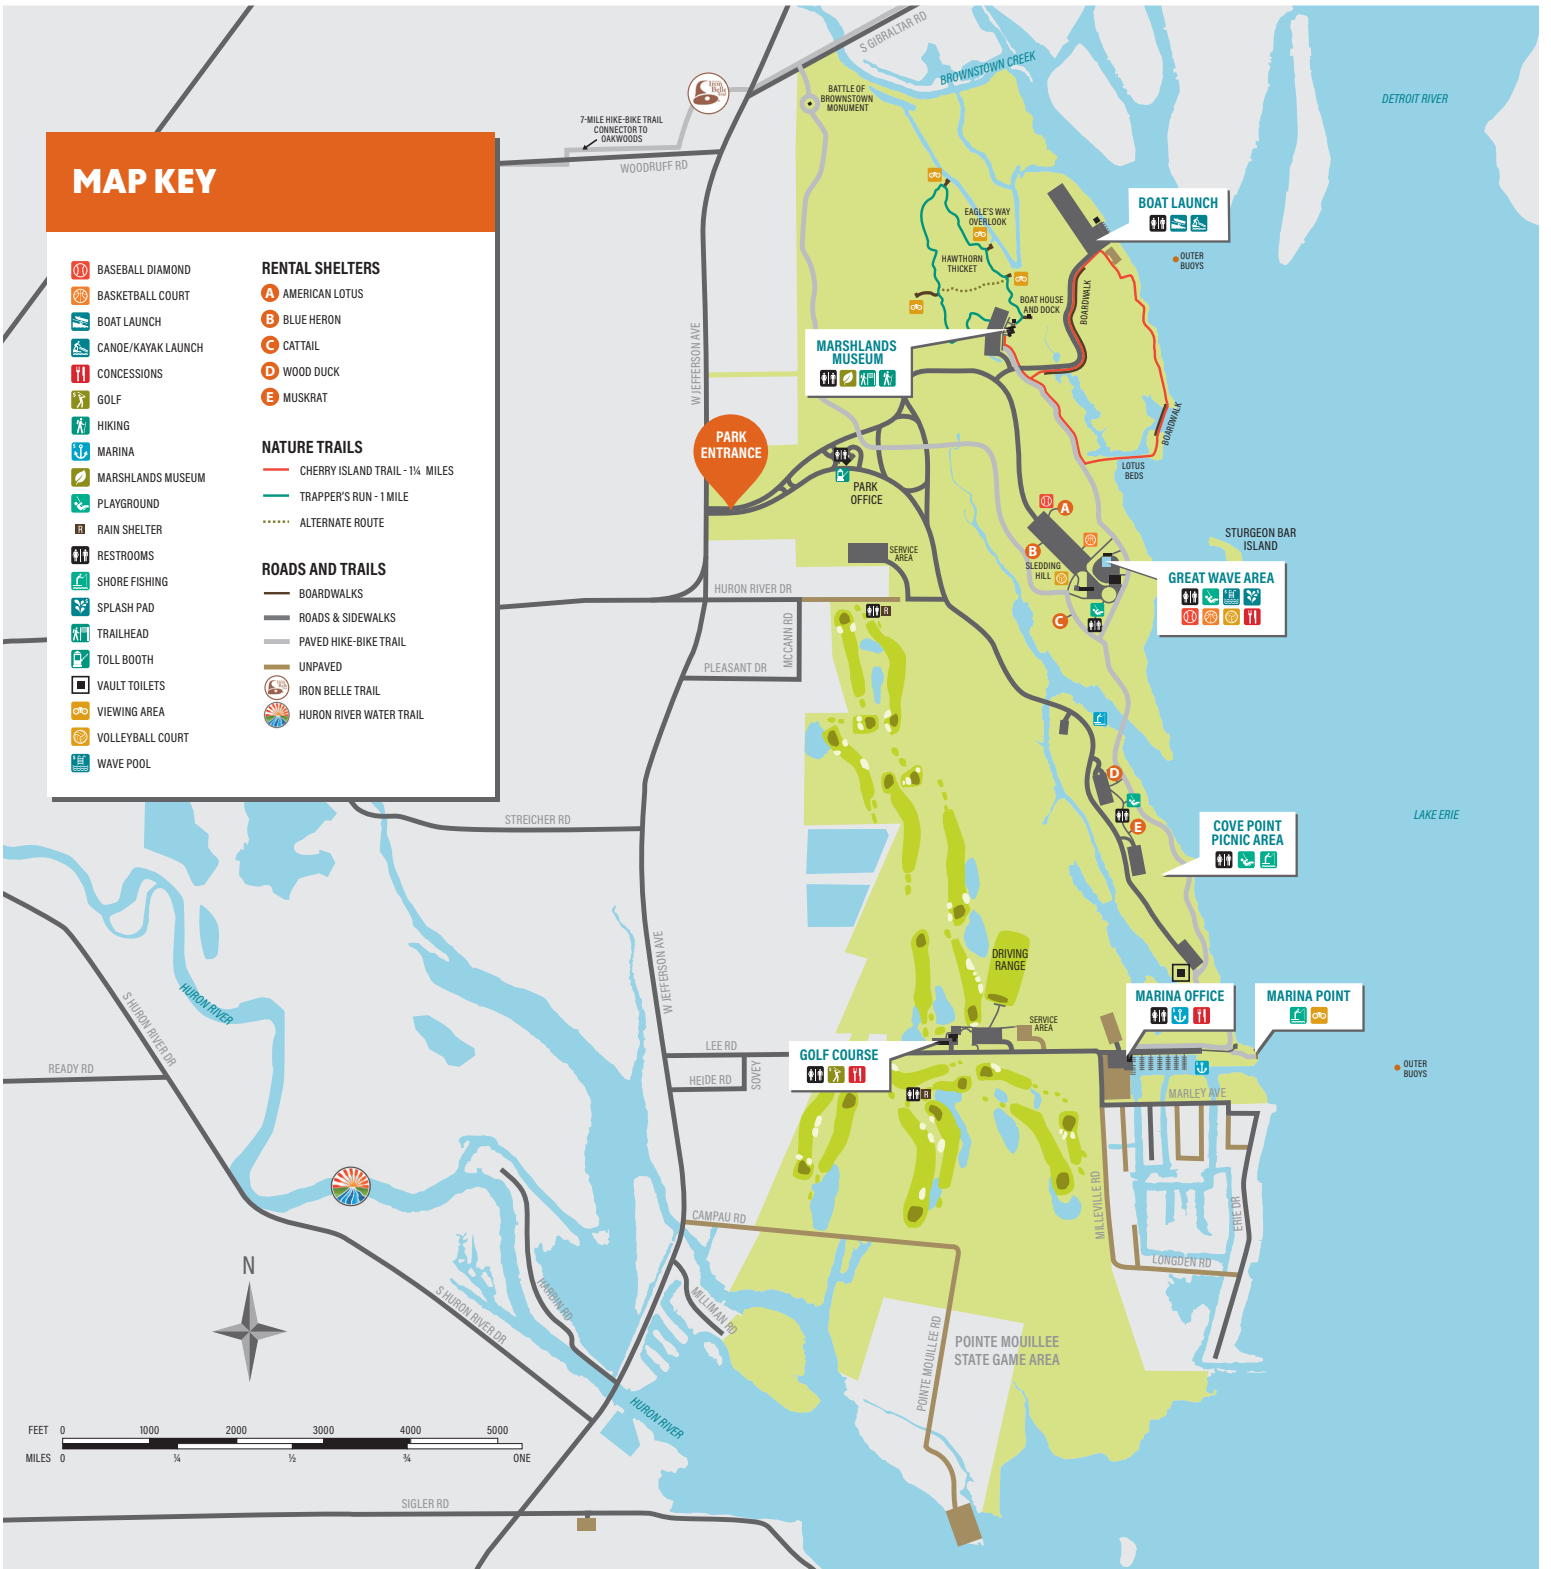 MAP KEY
BASEBALL DIAMOND
BASKETBALL COURT
BOAT LAUNCH
CANOE/KAYAK LAUNCH
CONCESSIONS
GOLF
HIKING
MARINA
MARSHLANDS MUSEUM
PLAYGROUND
R RAIN SHELTER
RESTROOMS
SHORE FISHING
SPLASH PAD
TRAILHEAD
TOLL BOOTH
VAULT TOILETS
VIEWING AREA
VOLLEYBALL COURT
WAVE POOL
RENTAL SHELTERS
A AMERICAN LOTUS
B BLUE HERON
C CATTAIL
D WOOD DUCK
E MUSKRAT
NATURE TRAILS
CHERRY ISLAND TRAIL - 1¼ MILES
TRAPPER'S RUN - 1 MILE
ALTERNATE ROUTE
ROADS AND TRAILS
BOARDWALKS
ROADS & SIDEWALKS
PAVED HIKE-BIKE TRAIL
UNPAVED
IRON BELLE TRAIL
HURON RIVER WATER TRAIL
S GIBRALTAR RD
BROWNSTOWN CREEK
DETROIT RIVER
Iron
Belle
BATTLE OF
BROWNSTOWN
MONUMENT
7-MILE HIKE-BIKE TRAIL
CONNECTOR TO
OAKWOODS
WOODRUFF RD
EAGLE'S WAY
OVERLOOK
HAWTHORN
THICKET
BOAT HOUSE
AND DOCK
BOARDWALK
BOAT LAUNCH
OUTER
BUOYS
W JEFFERSON AVE
MARSHLANDS
MUSEUM
BOARDWALK
LOTUS
BEDS
PARK
ENTRANCE
PARK
OFFICE
A
B
SLEDDING
HILL
C
STURGEON BAR
ISLAND
GREAT WAVE AREA
SERVICE
AREA
HURON RIVER DR
MCCANN RD
PLEASANT DR
R
D
E
COVE POINT
PICNIC AREA
LAKE ERIE
STREICHER RD
W JEFFERSON AVE
DRIVING
RANGE
SERVICE
AREA
MARINA OFFICE
MARINA POINT
HURON RIVER
S HURON RIVER DR
READY RD
LEE RD
HEIDE RD
SOVEY
GOLF COURSE
R
OUTER
BUOYS
MARLEY AVE
MILLEVILLE RD
ERIE DR
LONGDEN RD
CAMPAU RD
N
HARBIN RD
S HURON RIVER DR
MILLIMAN RD
POINTE MOUILLEE RD
POINTE MOUILLEE
STATE GAME AREA
HURON RIVER
FEET 0 1000 2000 3000 4000 5000
MILES 0 ¼ ½ ¾ ONE
SIGLER RD